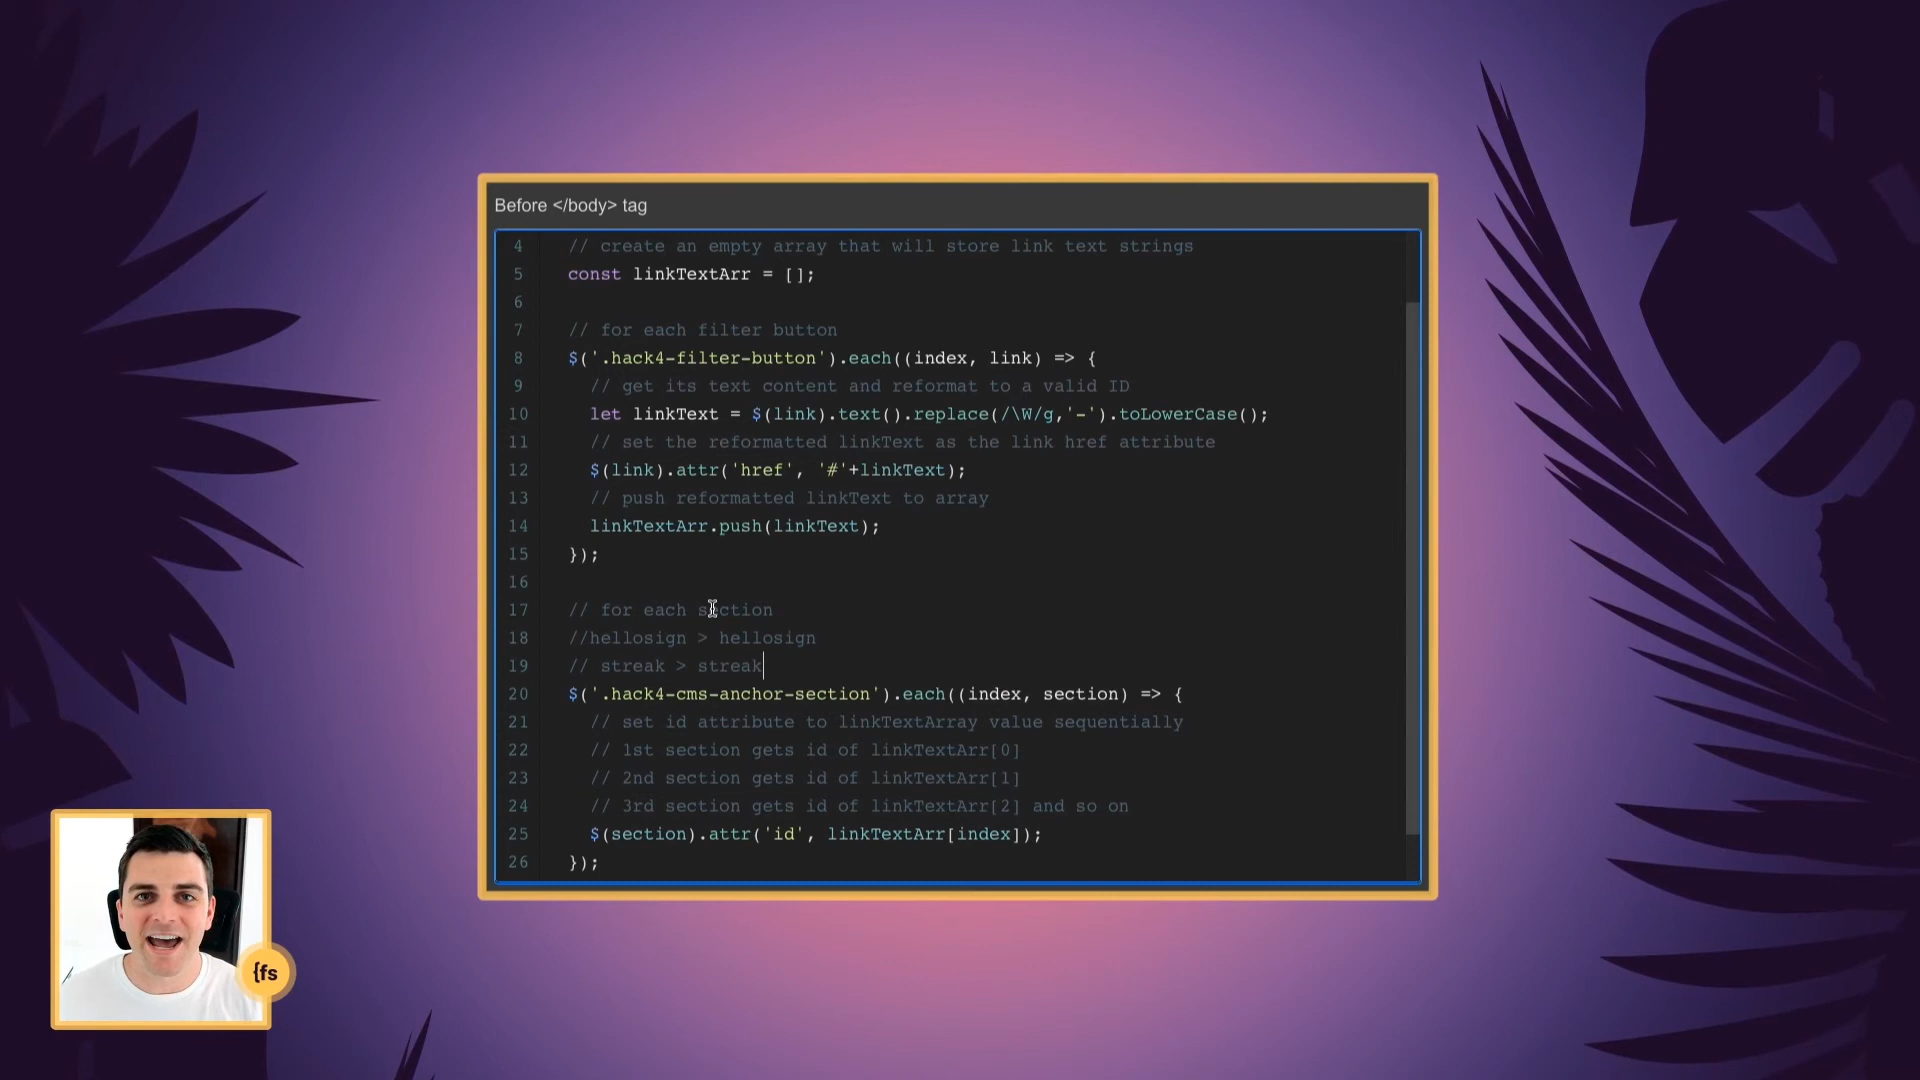 Before </body> tag
4 // create an empty array that will store link text strings
5 const linkTextArr = [];
6
7 // for each filter button
8 $('.hack4-filter-button').each((index, link) => {
9 // get its text content and reformat to a valid ID
10 let linkText = $(link).text().replace(/\W/g,'-').toLowerCase();
11 // set the reformatted linkText as the link href attribute
12 $(link).attr('href', '#'+linkText);
13 // push reformatted linkText to array
14 linkTextArr.push(linkText);
15 });
16
17 // for each section
18 //hellosign > hellosign
19 // streak > streak
20 $('.hack4-cms-anchor-section').each((index, section) => {
21 // set id attribute to linkTextArray value sequentially
22 // 1st section gets id of linkTextArr[0]
23 // 2nd section gets id of linkTextArr[1]
24 // 3rd section gets id of linkTextArr[2] and so on
25 $(section).attr('id', linkTextArr[index]);
26 });
{fs